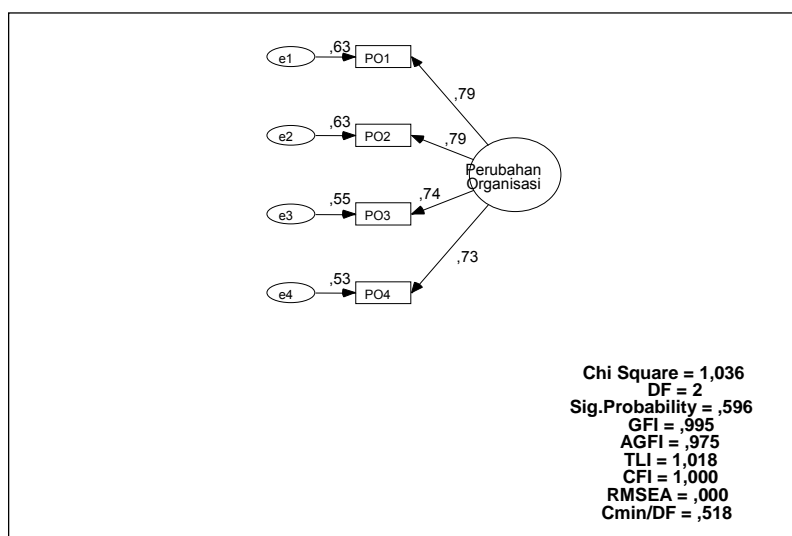 ,63
e1
PO1
,79
,63
e2
PO2
,79
Perubahan
Organisasi
,55
e3
PO3
,74
,73
,53
e4
PO4
Chi Square = 1,036
DF = 2
Sig.Probability = ,596
GFI = ,995
AGFI = ,975
TLI = 1,018
CFI = 1,000
RMSEA = ,000
Cmin/DF = ,518